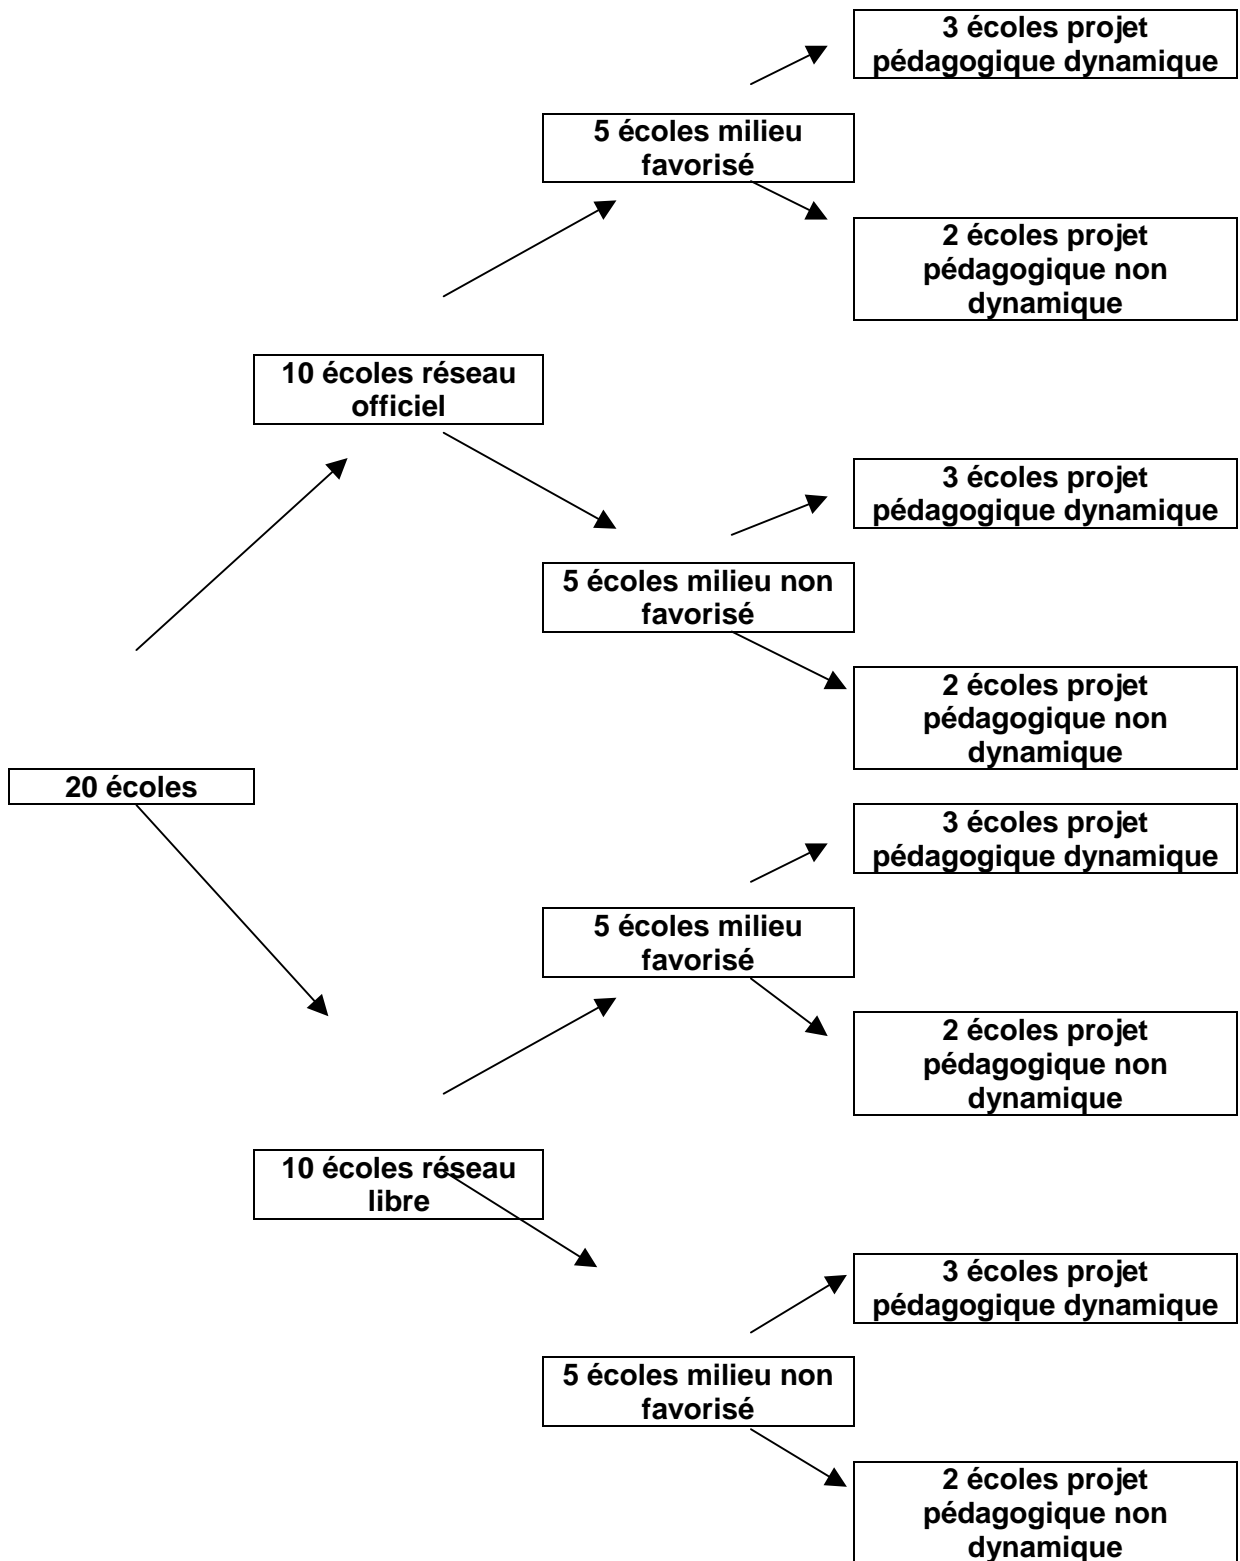 3 écoles projet
pédagogique dynamique
5 écoles milieu
favorisé
2 écoles projet
pédagogique non
dynamique
10 écoles réseau
officiel
3 écoles projet
pédagogique dynamique
5 écoles milieu non
favorisé
2 écoles projet
pédagogique non
dynamique
20 écoles
3 écoles projet
pédagogique dynamique
5 écoles milieu
favorisé
2 écoles projet
pédagogique non
dynamique
10 écoles réseau
libre
3 écoles projet
pédagogique dynamique
5 écoles milieu non
favorisé
2 écoles projet
pédagogique non
dynamique